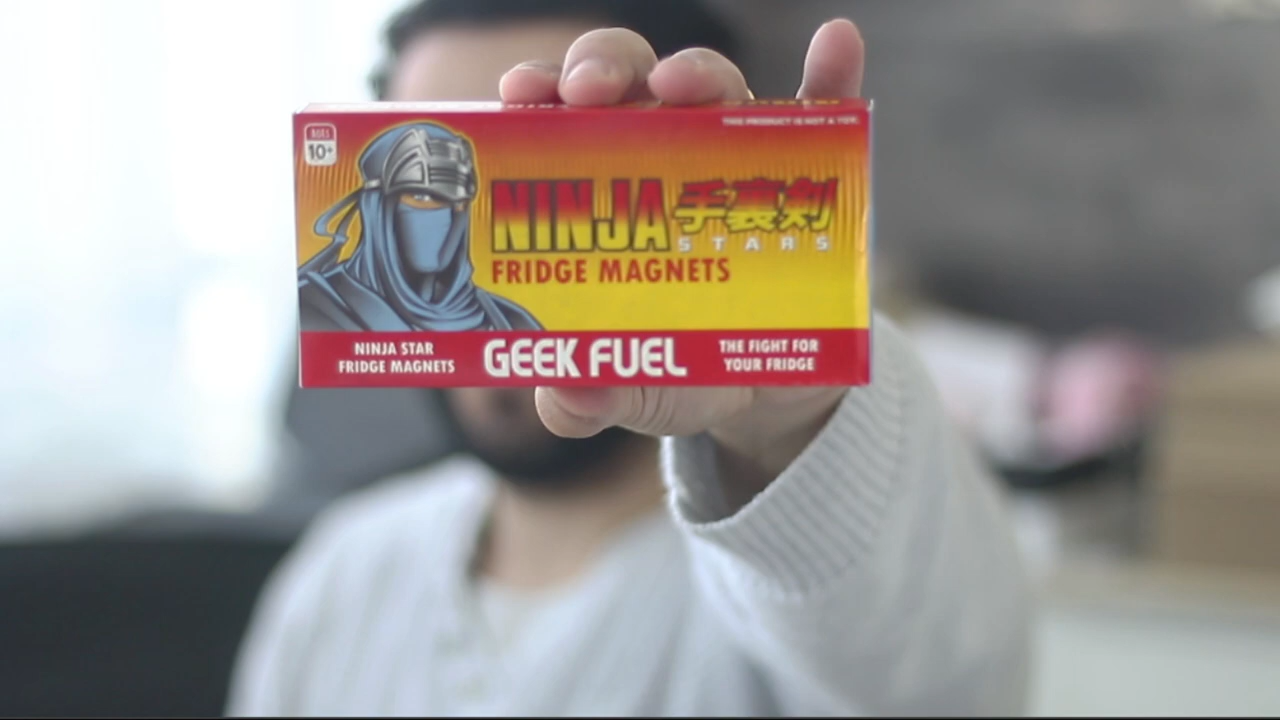 THIS PRODUCT IS NOT A TOY.
AGES
10+
NINJA 手裏剣
STARS
FRIDGE MAGNETS
NINJA STAR
FRIDGE MAGNETS
GEEK FUEL
THE FIGHT FOR
YOUR FRIDGE